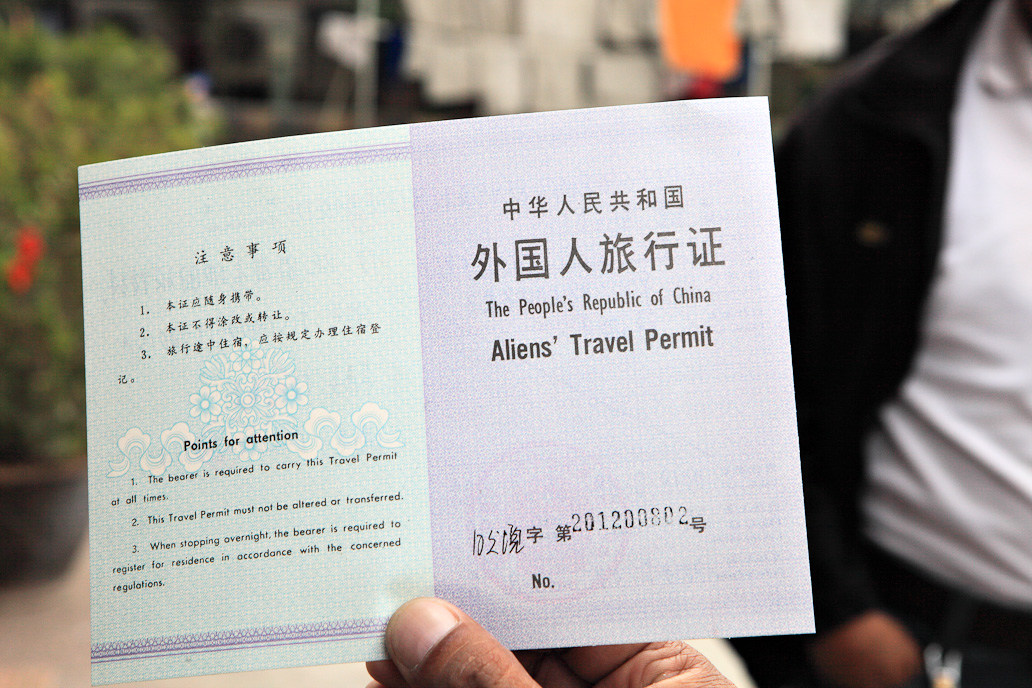 注意事项
1. 本证应随身携带。
2. 本证不得涂改或转让。
3. 旅行途中住宿，应按规定办理住宿登
记。
Points for attention
1. The bearer is required to carry this Travel Permit
at all times.
2. This Travel Permit must not be altered or transferred.
3. When stopping overnight, the bearer is required to
register for residence in accordance with the concerned
regulations.
中华人民共和国
外国人旅行证
The People's Republic of China
Aliens' Travel Permit
字 第201200802号
No.